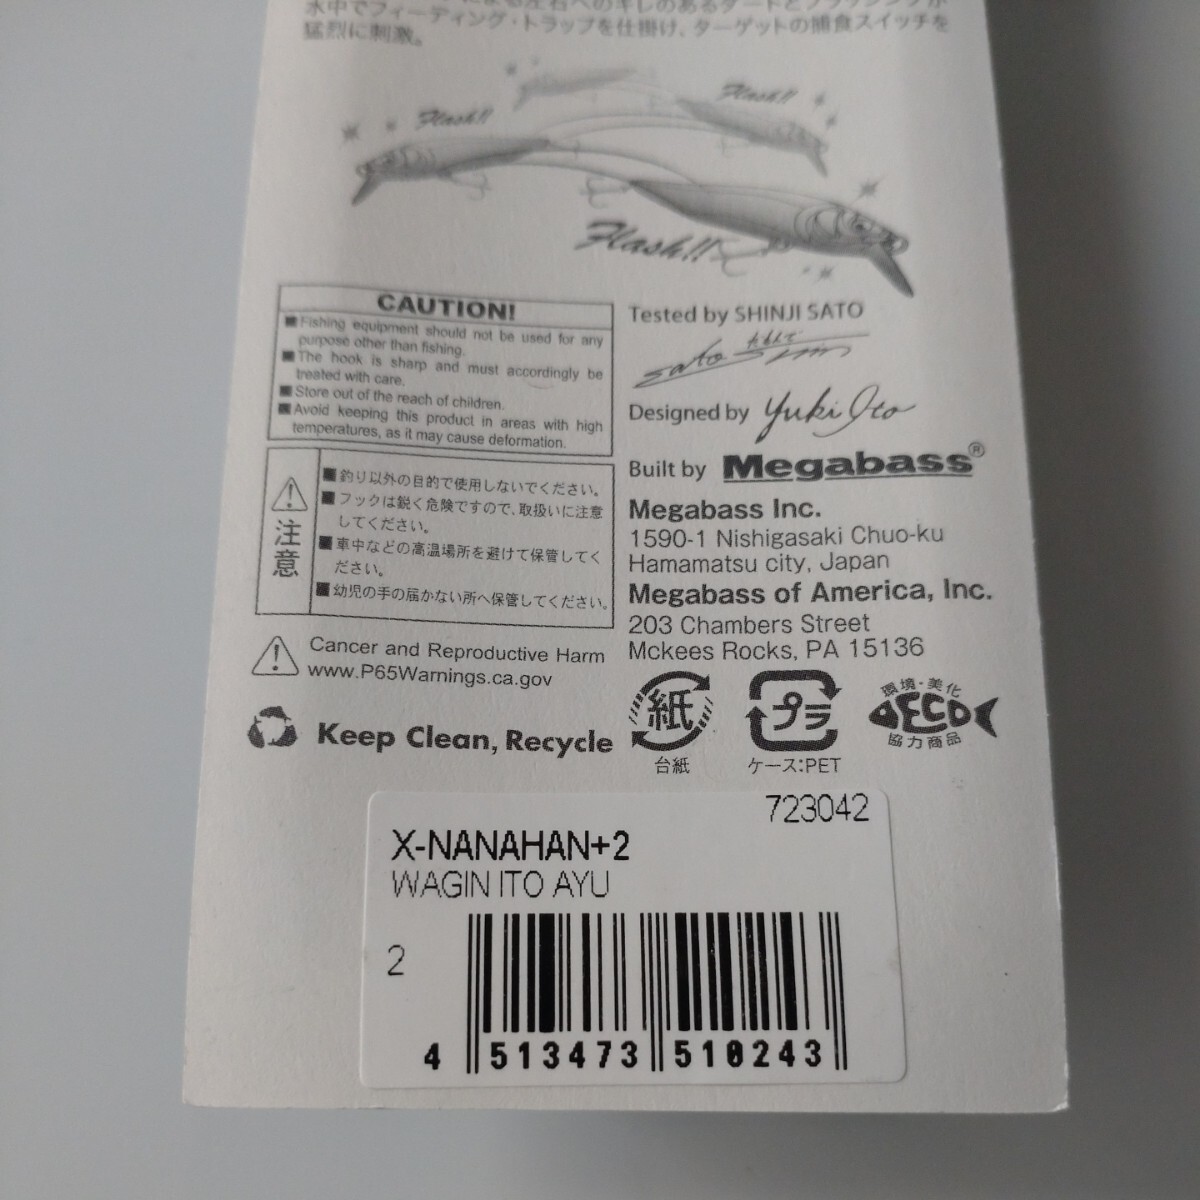 水中でフィーディング・トラップを仕掛け、ターゲットの捕食スイッチを
猛烈に刺激。
Flash!!
Flash!!
Flash!!
CAUTION!
■Fishing equipment should not be used for any
purpose other than fishing.
■The hook is sharp and must accordingly be
treated with care.
■Store out of the reach of children.
■Avoid keeping this product in areas with high
temperatures, as it may cause deformation.
注意
■釣り以外の目的で使用しないでください。
■フックは鋭く危険ですので、取扱いに注意
してください。
■車中などの高温場所を避けて保管してく
ださい。
■幼児の手の届かない所へ保管してください。
Cancer and Reproductive Harm
www.P65Warnings.ca.gov
Keep Clean, Recycle
Tested by SHINJI SATO
Designed by Yuki Ito
Built by Megabass®
Megabass Inc.
1590-1 Nishigasaki Chuo-ku
Hamamatsu city, Japan
Megabass of America, Inc.
203 Chambers Street
Mckees Rocks, PA 15136
紙
台紙
プラ
ケース:PET
環境・美化
ECO
協力商品
723042
X-NANAHAN+2
WAGIN ITO AYU
2
4 513473 510243